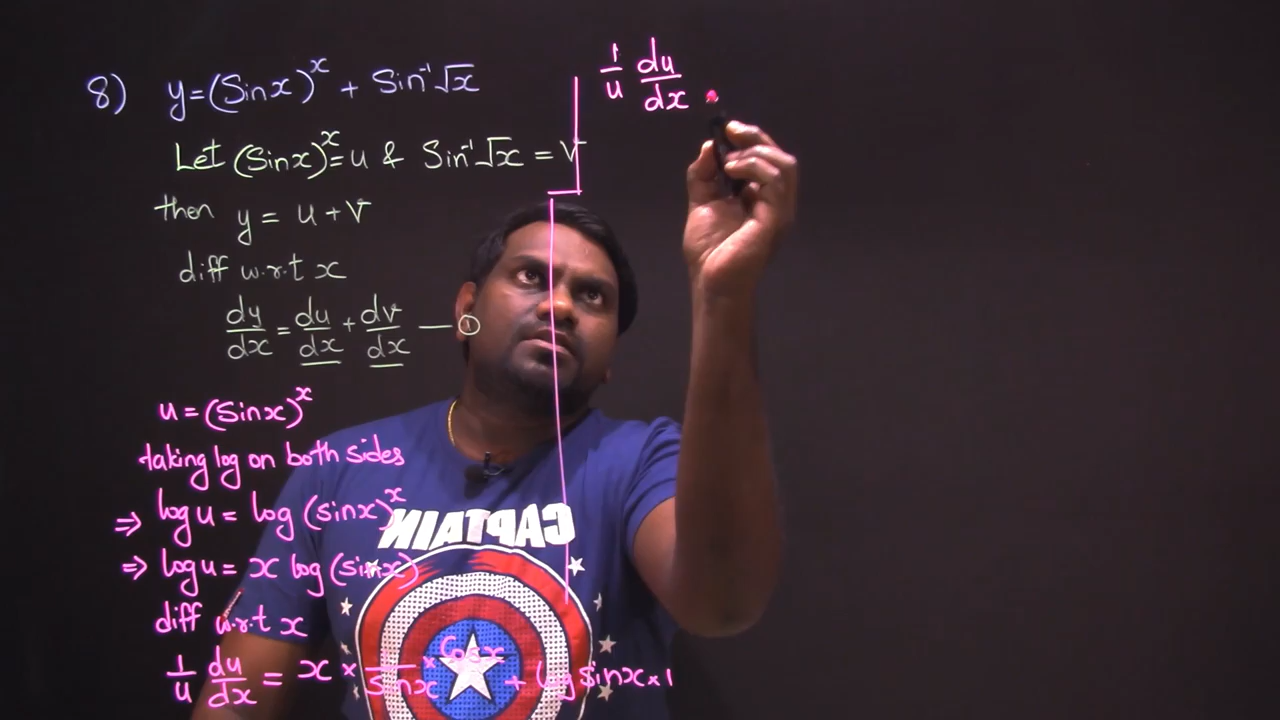 8) y=(Sinx)^x + Sin⁻¹√x
Let (Sinx)^x = u & Sin⁻¹√x = v
then y = u + v
diff w.r.t x
dy/dx = du/dx + dv/dx — ①
u = (Sinx)^x
taking log on both sides
⇒ log u = log (sinx)^x
⇒ log u = x log (sinx)
diff w.r.t x
1/u du/dx = x × 1/Sinx × Cosx + log sinx × 1
1/u du/dx
CAPTAIN